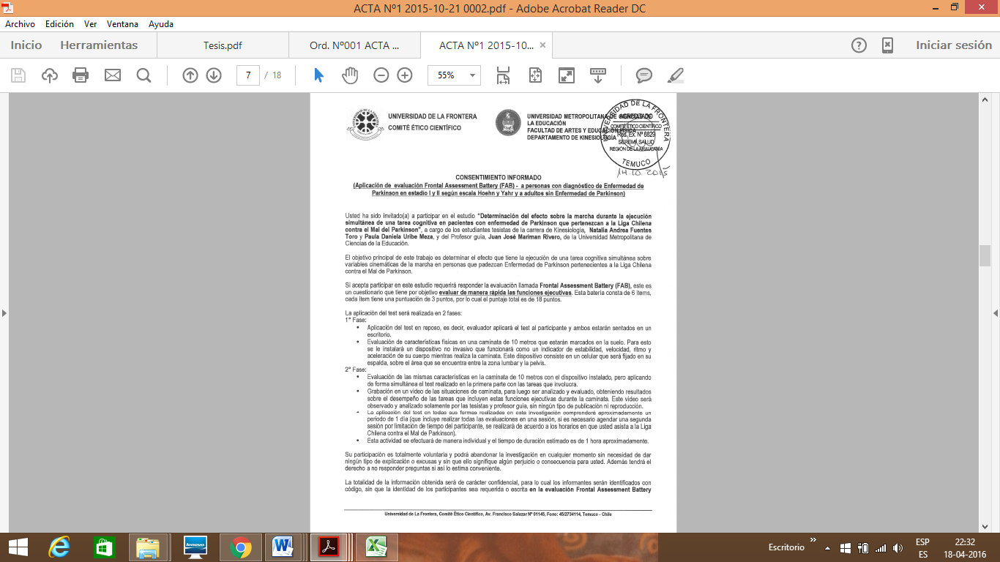 ACTA Nº1 2015-10-21 0002.pdf - Adobe Acrobat Reader DC
Archivo Edición Ver Ventana Ayuda
Inicio Herramientas Tesis.pdf Ord. Nº001 ACTA ... ACTA Nº1 2015-10... × Iniciar sesión
7 / 18 55%
UNIVERSIDAD DE LA FRONTERA
COMITÉ ÉTICO CIENTÍFICO
UNIVERSIDAD METROPOLITANA DE CIENCIAS DE
LA EDUCACIÓN
FACULTAD DE ARTES Y EDUCACIÓN FÍSICA
DEPARTAMENTO DE KINESIOLOGÍA
UNIVERSIDAD DE LA FRONTERA
ACREDITADO
COMITÉ ÉTICO CIENTÍFICO
Res. Ex. Nº 8829
SEREMI SALUD
REGIÓN DE LA ARAUCANÍA
TEMUCO
14.10.2015
CONSENTIMIENTO INFORMADO
(Aplicación de evaluación Frontal Assessment Battery (FAB) - a personas con diagnóstico de Enfermedad de
Parkinson en estadio I y II según escala Hoehn y Yahr y a adultos sin Enfermedad de Parkinson)
Usted ha sido invitado(a) a participar en el estudio "Determinación del efecto sobre la marcha durante la ejecución
simultánea de una tarea cognitiva en pacientes con enfermedad de Parkinson que pertenezcan a la Liga Chilena
contra el Mal del Parkinson", a cargo de los estudiantes tesistas de la carrera de Kinesiología, Natalia Andrea Fuentes
Toro y Paula Daniela Uribe Meza, y del Profesor guía, Juan José Mariman Rivero, de la Universidad Metropolitana de
Ciencias de la Educación.
El objetivo principal de este trabajo es determinar el efecto que tiene la ejecución de una tarea cognitiva simultánea sobre
variables cinemáticas de la marcha en personas que padezcan Enfermedad de Parkinson pertenecientes a la Liga Chilena
contra el Mal de Parkinson.
Si acepta participar en este estudio requerirá responder la evaluación llamada Frontal Assessment Battery (FAB), este es
un cuestionario que tiene por objetivo evaluar de manera rápida las funciones ejecutivas. Esta batería consta de 6 ítems,
cada ítem tiene una puntuación de 3 puntos, por lo cual el puntaje total es de 18 puntos.
La aplicación del test será realizada en 2 fases:
1° Fase:
• Aplicación del test en reposo, es decir, evaluador aplicará el test al participante y ambos estarán sentados en un
escritorio.
• Evaluación de características físicas en una caminata de 10 metros que estarán marcados en la suelo. Para esto
se le instalará un dispositivo no invasivo que funcionará como un indicador de estabilidad, velocidad, ritmo y
aceleración de su cuerpo mientras realiza la caminata. Este dispositivo consiste en un celular que será fijado en su
espalda, sobre el área que se encuentra entre la zona lumbar y la pelvis.
2° Fase:
• Evaluación de las mismas características en la caminata de 10 metros con el dispositivo instalado, pero aplicando
de forma simultánea el test realizado en la primera parte con las tareas que involucra.
• Grabación en un video de las situaciones de caminata, para luego ser analizado y evaluado, obteniendo resultados
sobre el desempeño de las tareas que incluyen estas funciones ejecutivas durante la caminata. Este video será
observado y analizado solamente por las tesistas y profesor guía, sin ningún tipo de publicación ni reproducción.
- La aplicación del test en todas sus formas realizadas en esta investigación comprenderá aproximadamente un
período de 1 día (que incluye realizar todas las evaluaciones en una sesión, si es necesario agendar una segunda
sesión por limitación de tiempo del participante, se realizará de acuerdo a los horarios en que usted asista a la Liga
Chilena contra el Mal de Parkinson).
• Esta actividad se efectuará de manera individual y el tiempo de duración estimado es de 1 hora aproximadamente.
Su participación es totalmente voluntaria y podrá abandonar la investigación en cualquier momento sin necesidad de dar
ningún tipo de explicación o excusas y sin que ello signifique algún perjuicio o consecuencia para usted. Además tendrá el
derecho a no responder preguntas si así lo estima conveniente.
La totalidad de la información obtenida será de carácter confidencial, para lo cual los informantes serán identificados con
código, sin que la identidad de los participantes sea requerida o escrita en la evaluación Frontal Assessment Battery
Universidad de La Frontera, Comité Ético Científico, Av. Francisco Salazar Nº 01145, Fono: 45/2734114, Temuco - Chile
lenovo
Escritorio
ESP
ES
22:32
18-04-2016